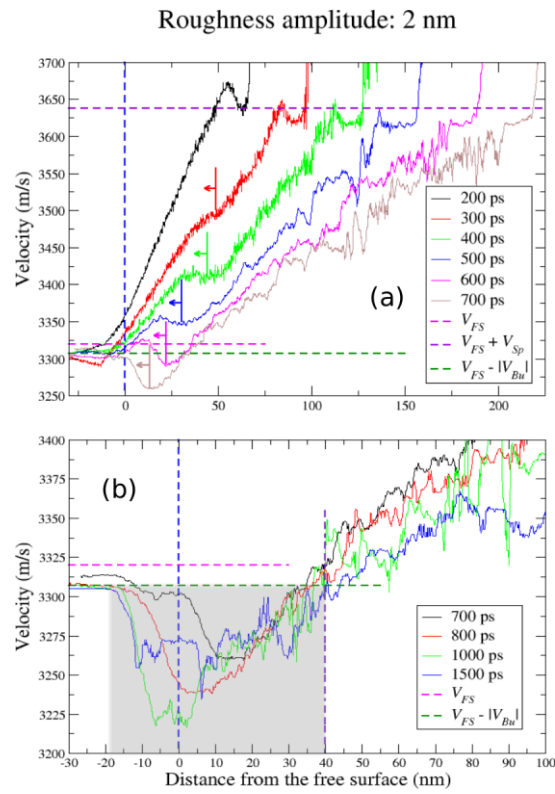 Roughness amplitude: 2 nm
3700
3650
3600
3550
3500
3450
3400
3350
3300
3250
Velocity (m/s)
(a)
200 ps
300 ps
400 ps
500 ps
600 ps
700 ps
V_FS
V_FS + V_Sp
V_FS - |V_Bu|
0
50
100
150
200
3400
3375
3350
3325
3300
3275
3250
3225
3200
Velocity (m/s)
(b)
700 ps
800 ps
1000 ps
1500 ps
V_FS
V_FS - |V_Bu|
-30 -20 -10 0 10 20 30 40 50 60 70 80 90 100
Distance from the free surface (nm)